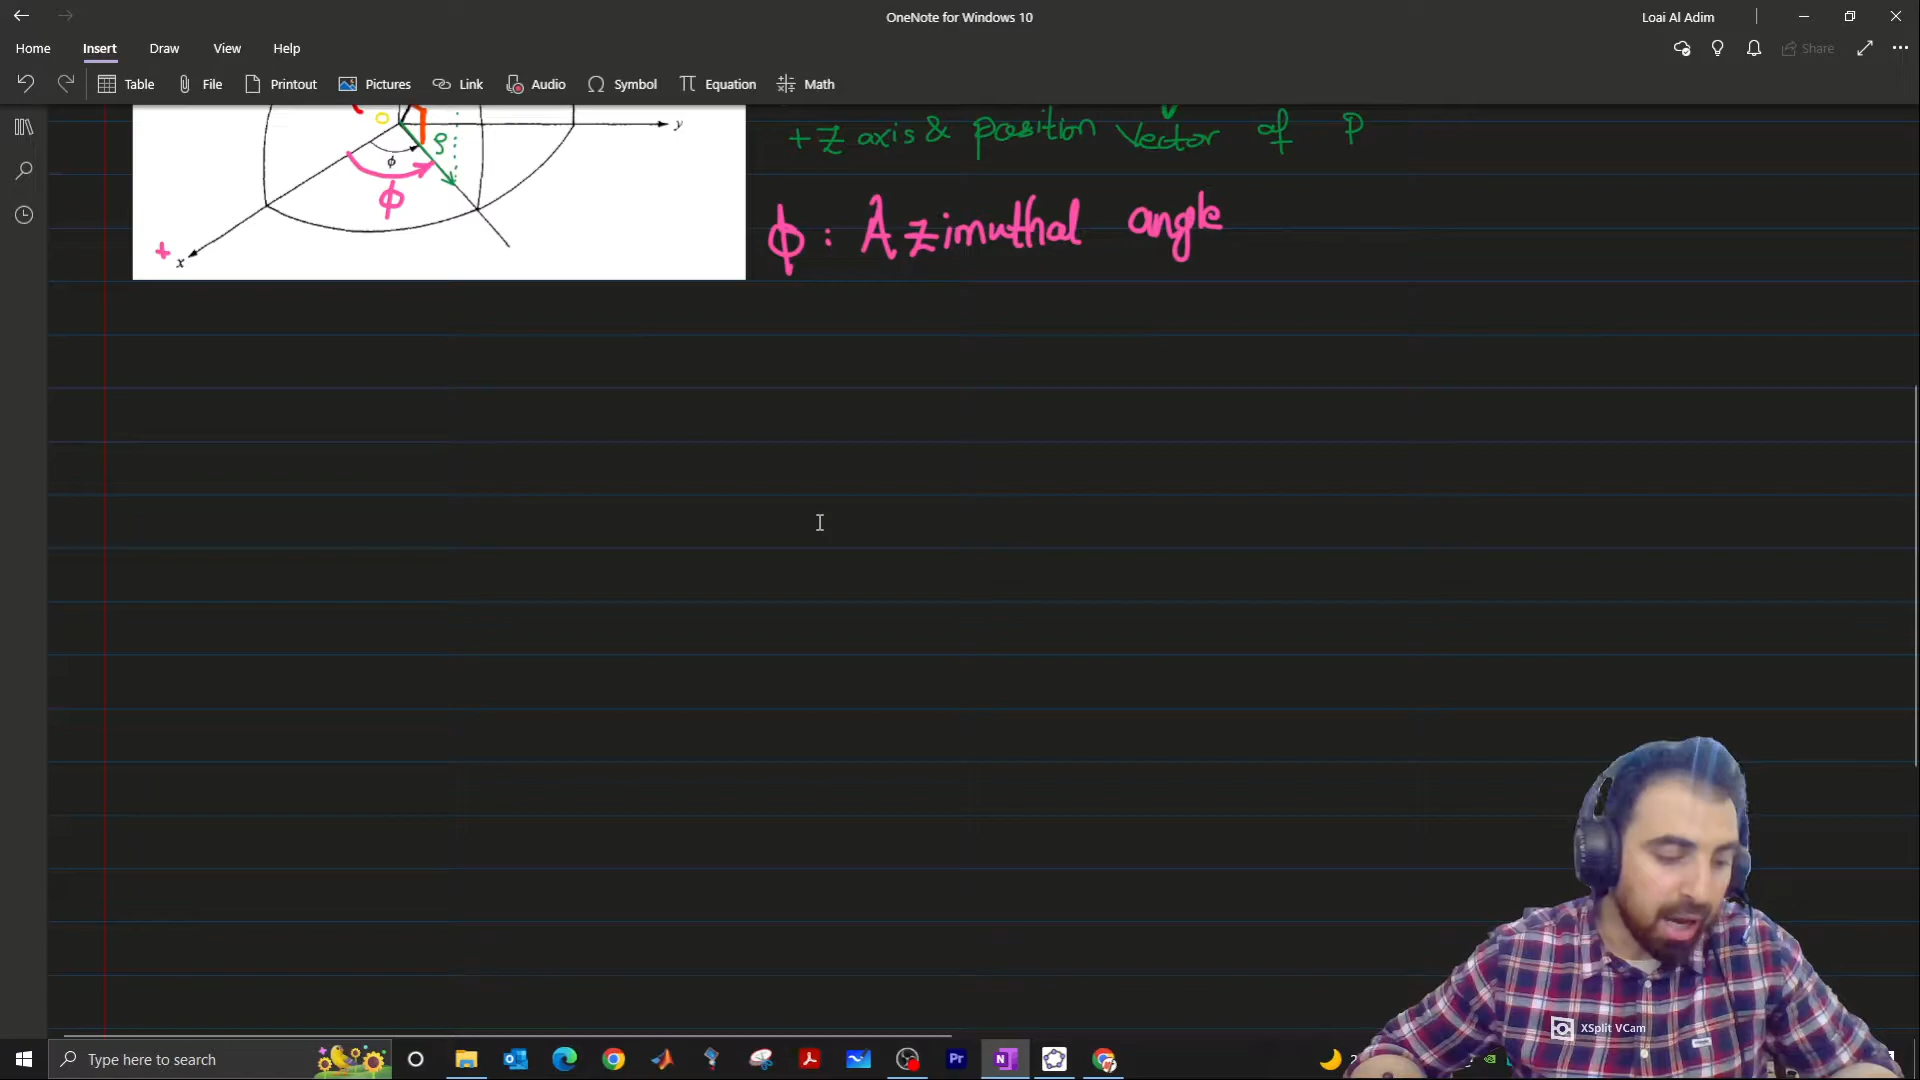 OneNote for Windows 10
Loai Al Adim
Home Insert Draw View Help
Share
Table File Printout Pictures Link Audio Symbol Equation Math
0
y
ρ
ϕ
ϕ
+
x
+z axis & position vector of P
ϕ : Azimuthal angle
XSplit VCam
Type here to search